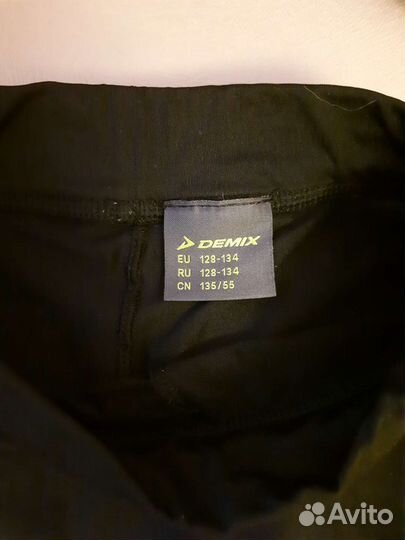 DEMIX
EU 128-134
RU 128-134
CN 135/55
Avito